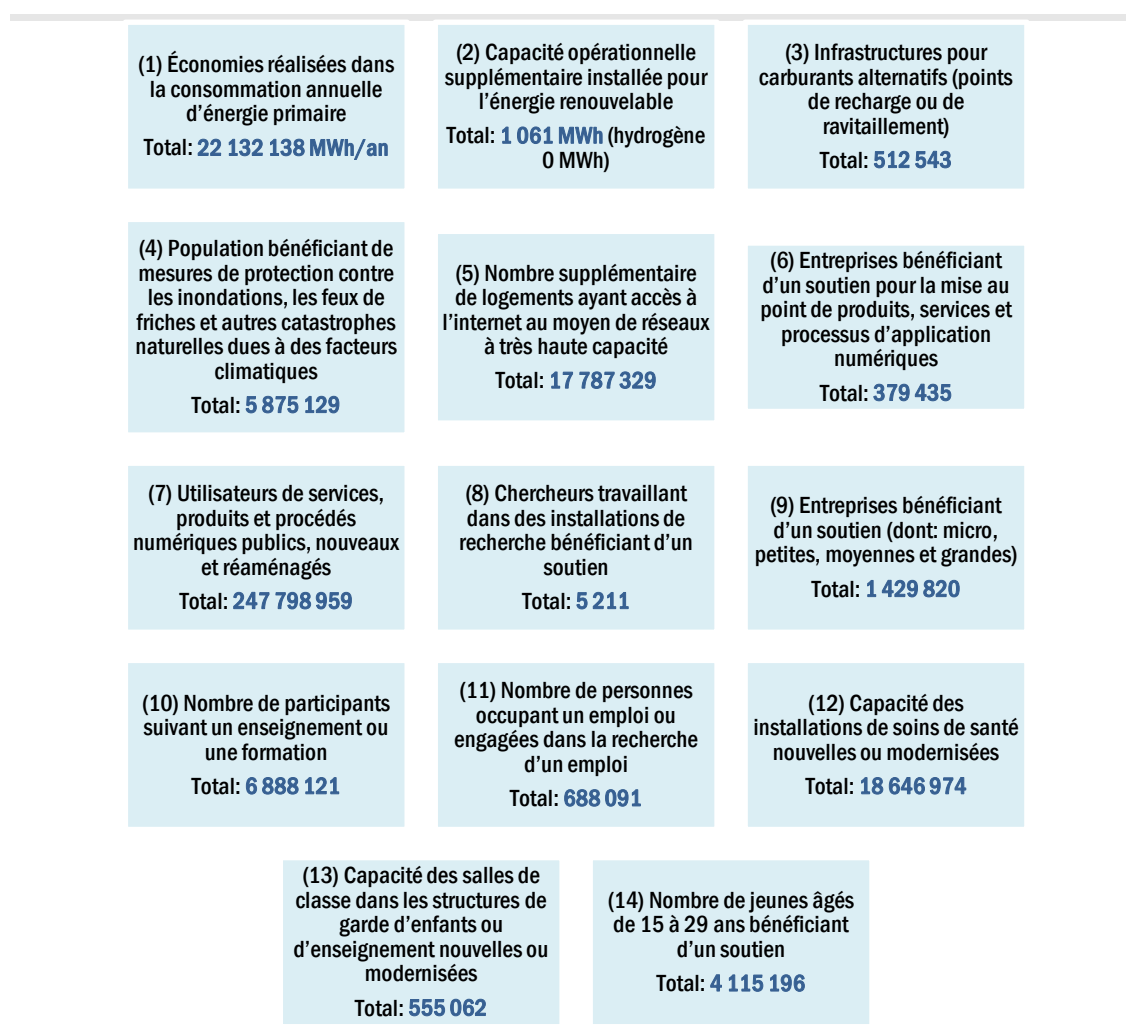 (1) Économies réalisées dans
la consommation annuelle
d’énergie primaire
Total: 22 132 138 MWh/an
(2) Capacité opérationnelle
supplémentaire installée pour
l’énergie renouvelable
Total: 1 061 MWh (hydrogène
0 MWh)
(3) Infrastructures pour
carburants alternatifs (points
de recharge ou de
ravitaillement)
Total: 512 543
(4) Population bénéficiant de
mesures de protection contre
les inondations, les feux de
friches et autres catastrophes
naturelles dues à des facteurs
climatiques
Total: 5 875 129
(5) Nombre supplémentaire
de logements ayant accès à
l’internet au moyen de réseaux
à très haute capacité
Total: 17 787 329
(6) Entreprises bénéficiant
d’un soutien pour la mise au
point de produits, services et
processus d’application
numériques
Total: 379 435
(7) Utilisateurs de services,
produits et procédés
numériques publics, nouveaux
et réaménagés
Total: 247 798 959
(8) Chercheurs travaillant
dans des installations de
recherche bénéficiant d’un
soutien
Total: 5 211
(9) Entreprises bénéficiant
d’un soutien (dont: micro,
petites, moyennes et grandes)
Total: 1 429 820
(10) Nombre de participants
suivant un enseignement ou
une formation
Total: 6 888 121
(11) Nombre de personnes
occupant un emploi ou
engagées dans la recherche
d’un emploi
Total: 688 091
(12) Capacité des
installations de soins de santé
nouvelles ou modernisées
Total: 18 646 974
(13) Capacité des salles de
classe dans les structures de
garde d’enfants ou
d’enseignement nouvelles ou
modernisées
Total: 555 062
(14) Nombre de jeunes âgés
de 15 à 29 ans bénéficiant
d’un soutien
Total: 4 115 196